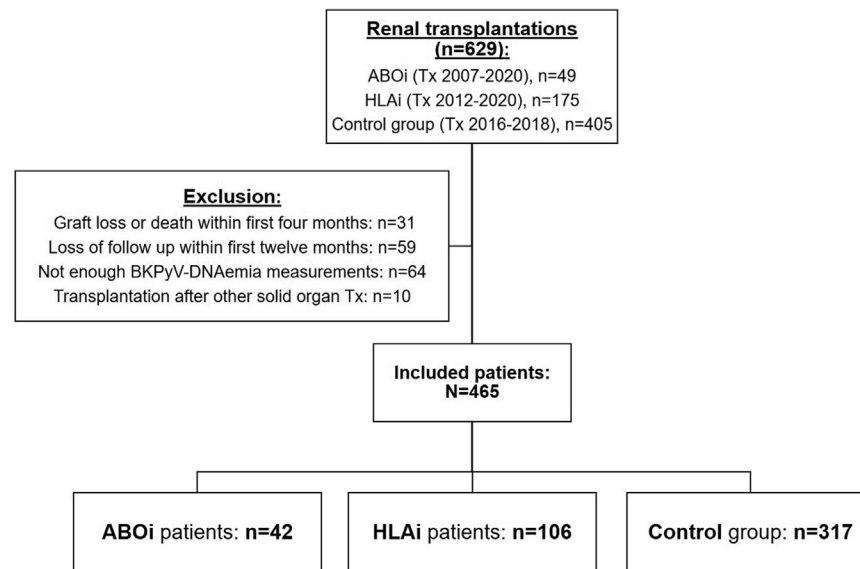 Renal transplantations
(n=629):
ABOi (Tx 2007-2020), n=49
HLAi (Tx 2012-2020), n=175
Control group (Tx 2016-2018), n=405
Exclusion:
Graft loss or death within first four months: n=31
Loss of follow up within first twelve months: n=59
Not enough BKPyV-DNAemia measurements: n=64
Transplantation after other solid organ Tx: n=10
Included patients:
N=465
ABOi patients: n=42
HLAi patients: n=106
Control group: n=317